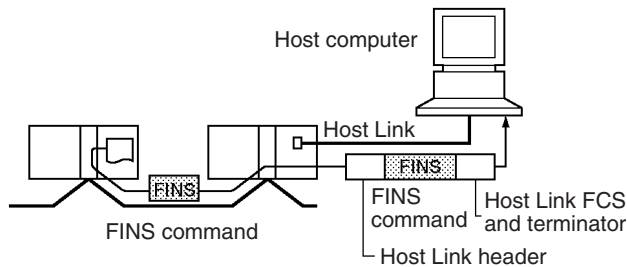 Host computer
Host Link
FINS
FINS
FINS
command
Host Link FCS
and terminator
FINS command
Host Link header